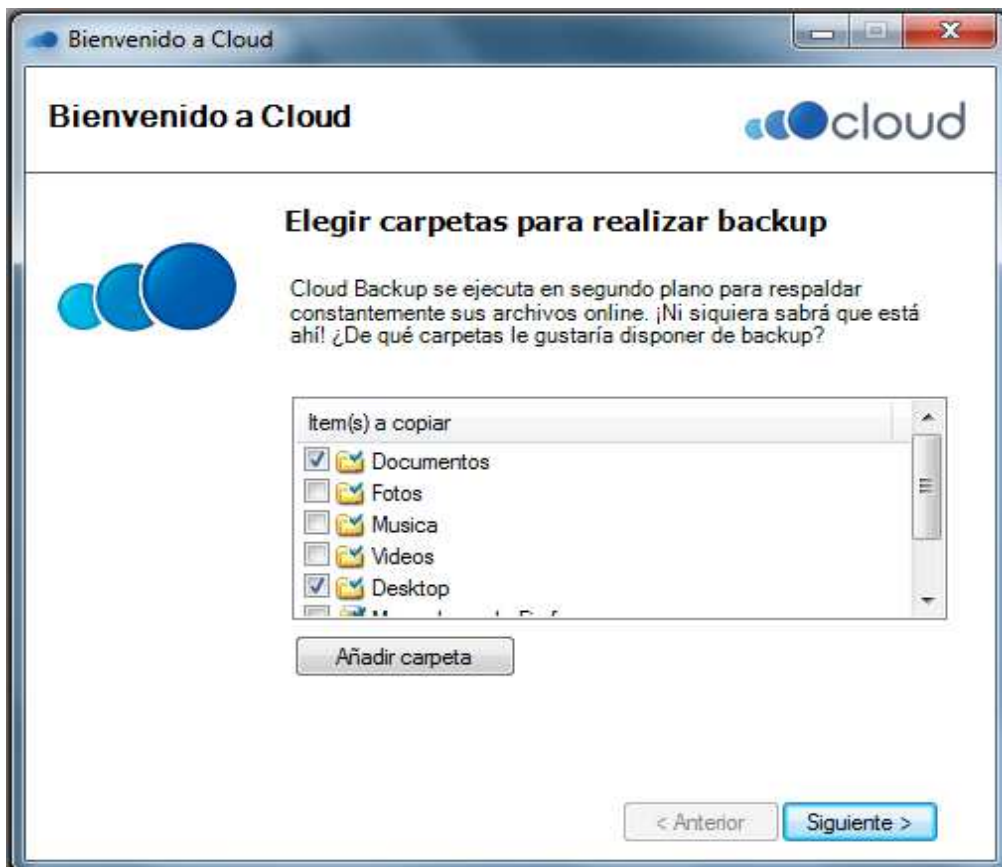 Bienvenido a Cloud
Bienvenido a Cloud
cloud
Elegir carpetas para realizar backup
Cloud Backup se ejecuta en segundo plano para respaldar
constantemente sus archivos online. ¡Ni siquiera sabrá que está
ahí! ¿De qué carpetas le gustaría disponer de backup?
Item(s) a copiar
Documentos
Fotos
Musica
Videos
Desktop
Añadir carpeta
< Anterior
Siguiente >